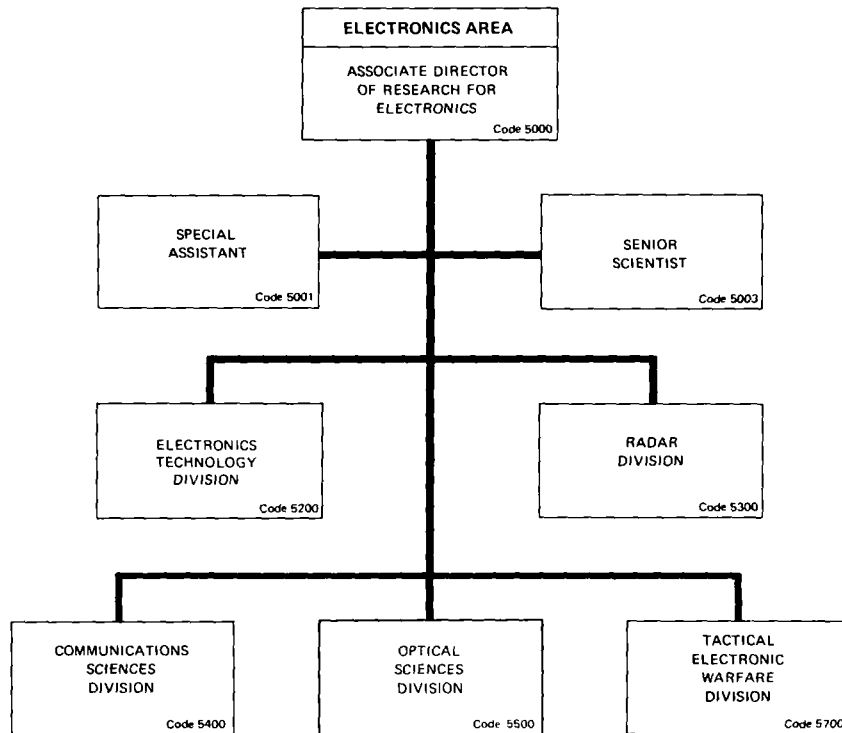 ELECTRONICS AREA
ASSOCIATE DIRECTOR
OF RESEARCH FOR
ELECTRONICS
Code 5000
SPECIAL
ASSISTANT
Code 5001
SENIOR
SCIENTIST
Code 5003
ELECTRONICS
TECHNOLOGY
DIVISION
Code 5200
RADAR
DIVISION
Code 5300
COMMUNICATIONS
SCIENCES
DIVISION
Code 5400
OPTICAL
SCIENCES
DIVISION
Code 5500
TACTICAL
ELECTRONIC
WARFARE
DIVISION
Code 5700